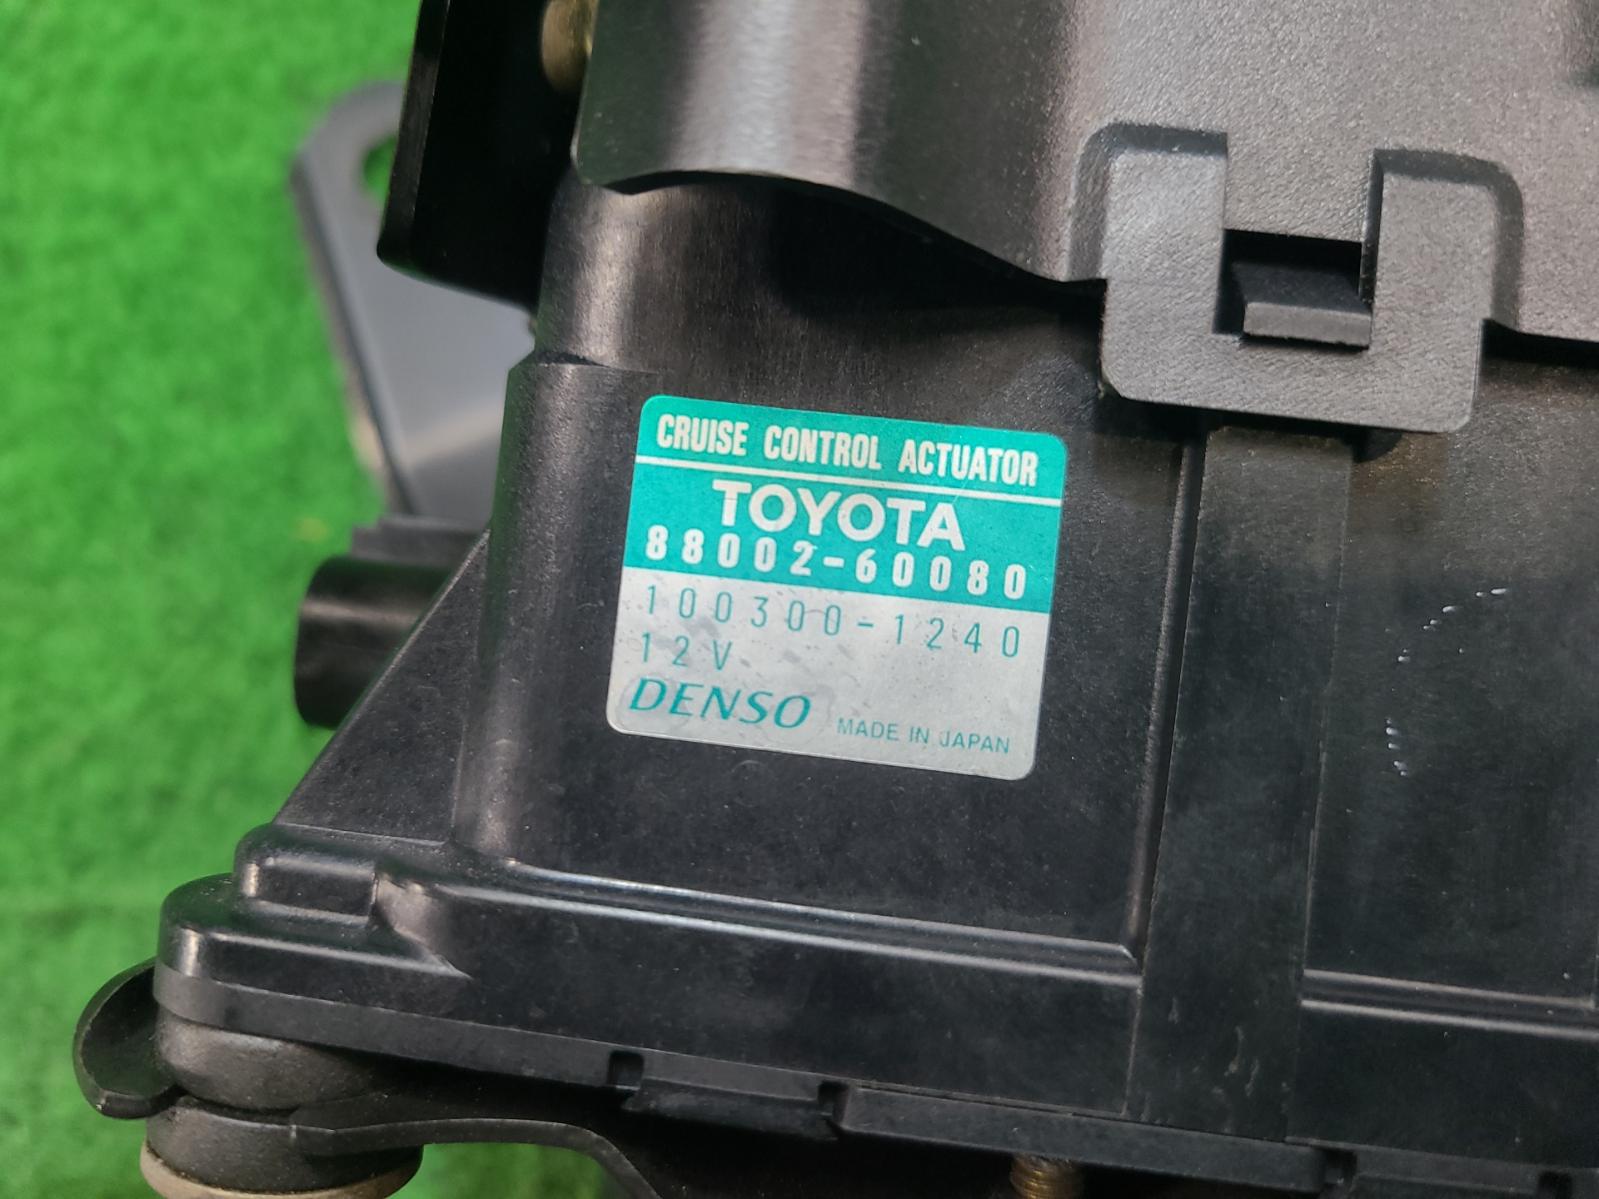 CRUISE CONTROL ACTUATOR
TOYOTA
88002-60080
100300-1240
12V
DENSO MADE IN JAPAN